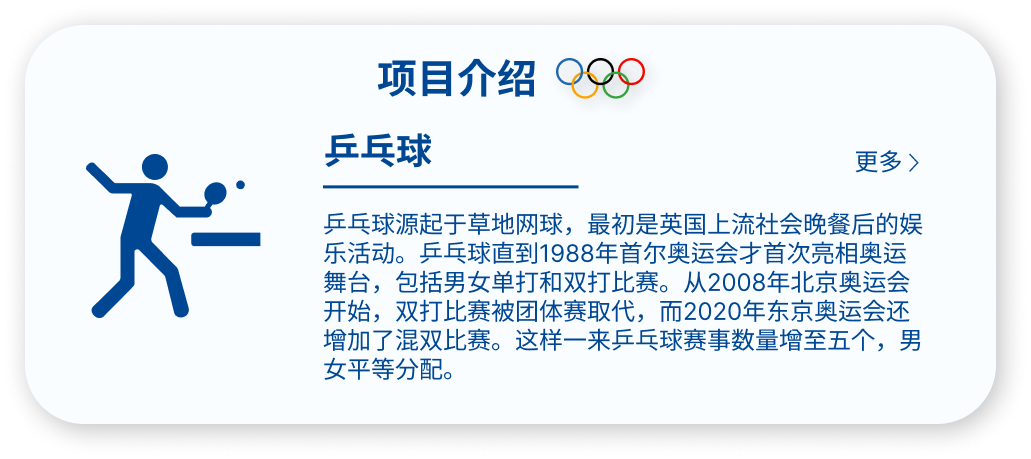 项目介绍
乒乓球
更多
乒乓球源起于草地网球，最初是英国上流社会晚餐后的娱
乐活动。乒乓球直到1988年首尔奥运会才首次亮相奥运
舞台，包括男女单打和双打比赛。从2008年北京奥运会
开始，双打比赛被团体赛取代，而2020年东京奥运会还
增加了混双比赛。这样一来乒乓球赛事数量增至五个，男
女平等分配。